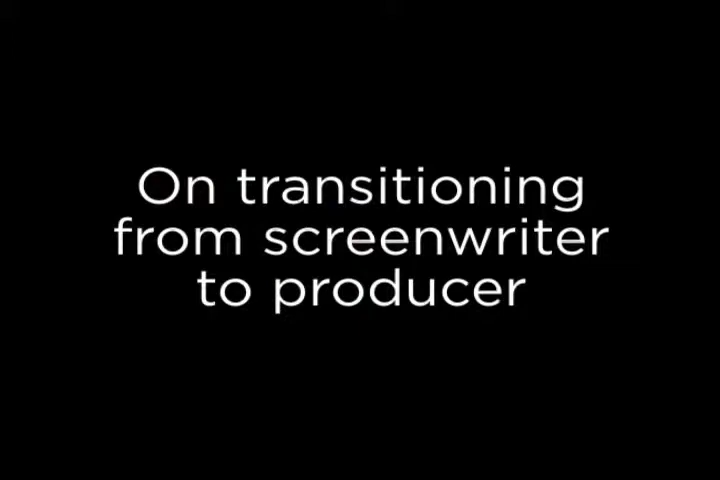 On transitioning
from screenwriter
to producer